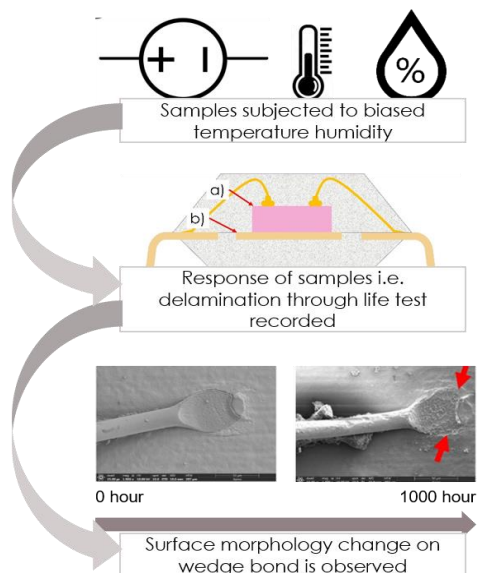 %
Samples subjected to biased
temperature humidity
a)
b)
Response of samples i.e.
delamination through life test
recorded
0 hour
1000 hour
Surface morphology change on
wedge bond is observed